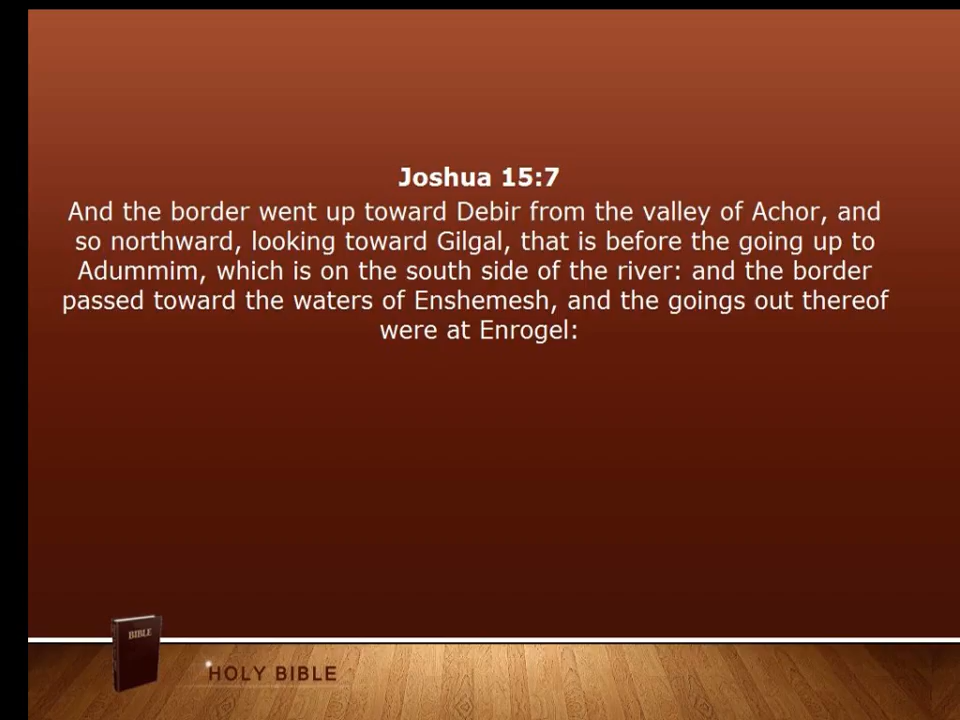 Joshua 15:7
And the border went up toward Debir from the valley of Achor, and
so northward, looking toward Gilgal, that is before the going up to
Adummim, which is on the south side of the river: and the border
passed toward the waters of Enshemesh, and the goings out thereof
were at Enrogel:
BIBLE
HOLY BIBLE